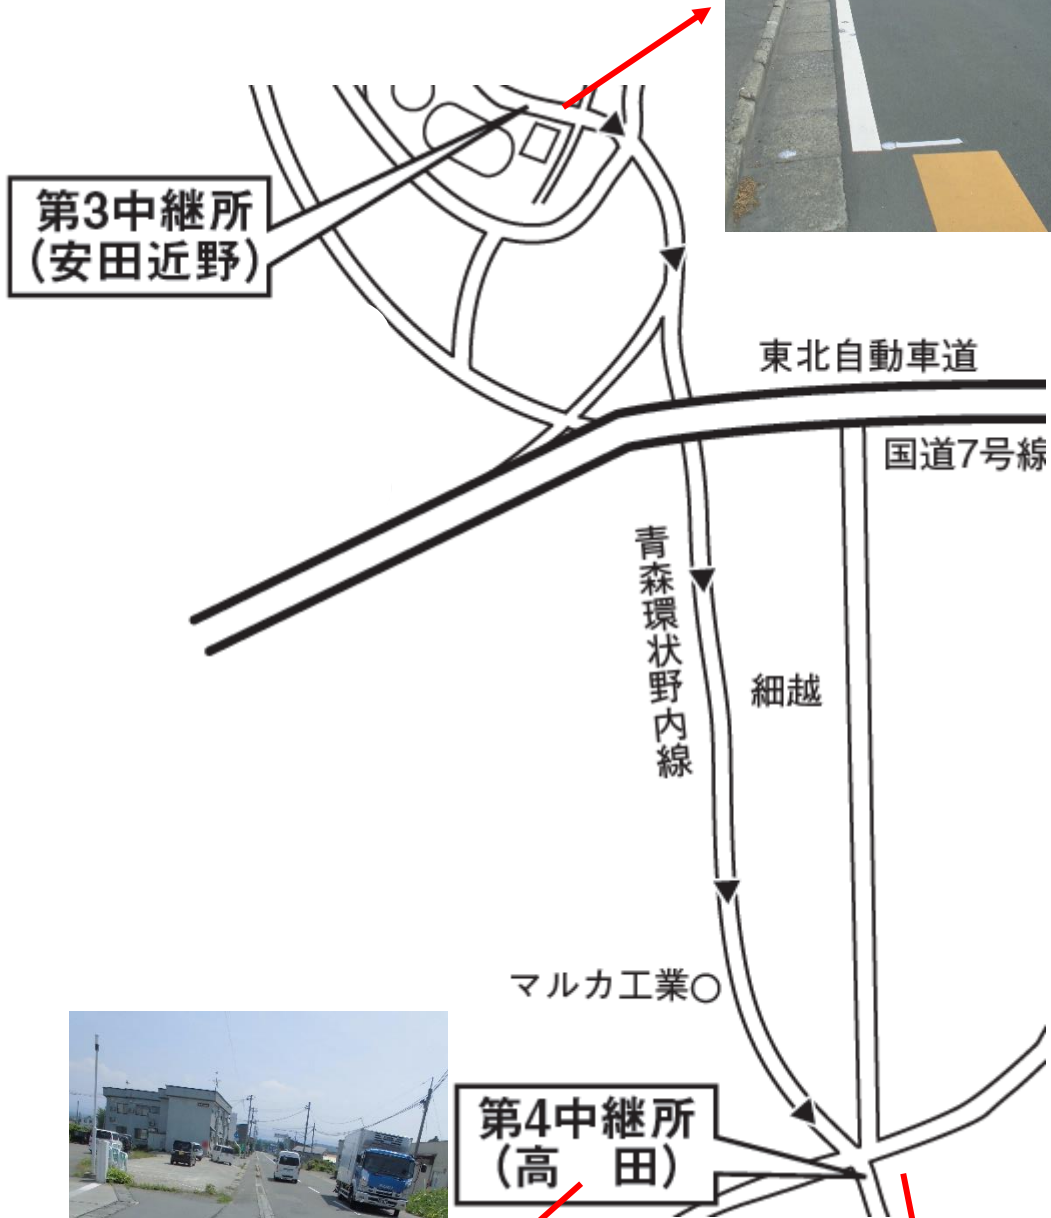 第3中継所
(安田近野)
東北自動車道
国道7号線
青森環状野内線
細越
マルカ工業○
第4中継所
(高　田)